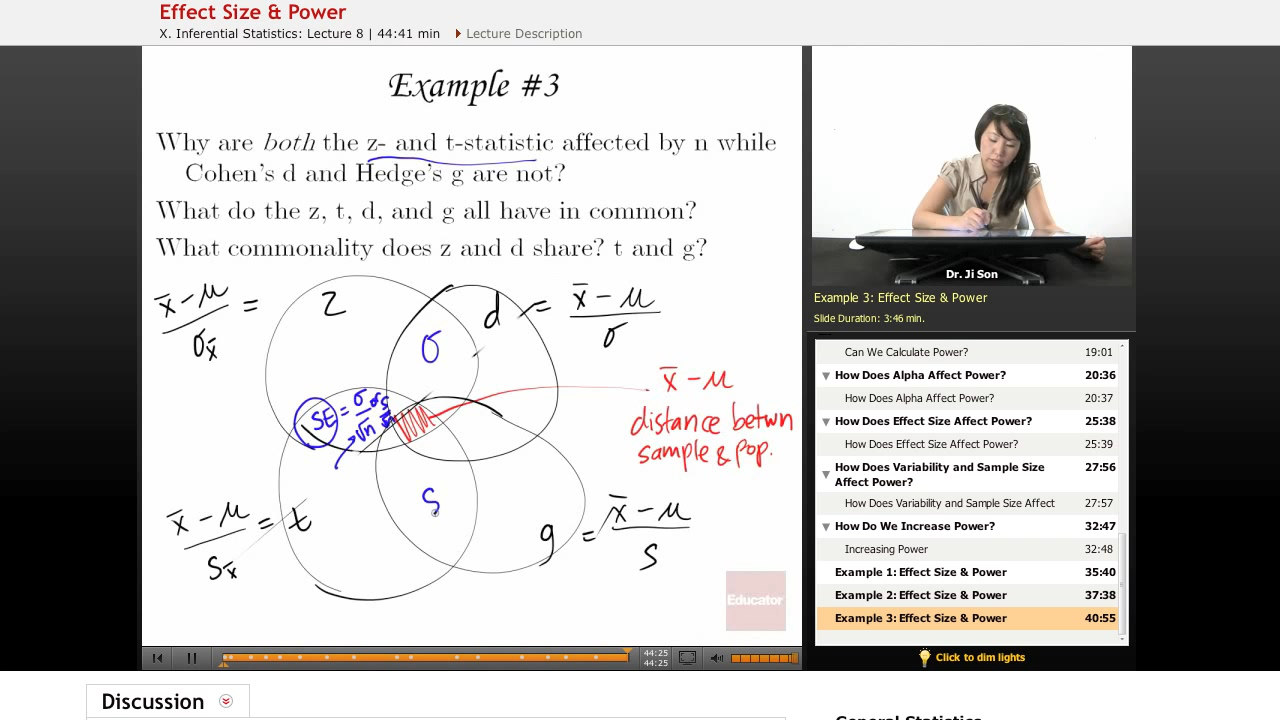 Effect Size & Power
X. Inferential Statistics: Lecture 8 | 44:41 min
Lecture Description
Example #3
Why are both the z- and t-statistic affected by n while
Cohen's d and Hedge's g are not?
What do the z, t, d, and g all have in common?
What commonality does z and d share? t and g?
x̄ - μ / σx̄ = z
d = x̄ - μ / σ
σ
SE = σ/√n or s/√n
x̄ - μ
distance betwn
sample & pop.
s
x̄ - μ / sx̄ = t
g = x̄ - μ / s
Educator
44:25
44:25
Dr. Ji Son
Example 3: Effect Size & Power
Slide Duration: 3:46 min.
Can We Calculate Power? 19:01
How Does Alpha Affect Power? 20:36
How Does Alpha Affect Power? 20:37
How Does Effect Size Affect Power? 25:38
How Does Effect Size Affect Power? 25:39
How Does Variability and Sample Size 27:56
Affect Power?
How Does Variability and Sample Size Affect 27:57
How Do We Increase Power? 32:47
Increasing Power 32:48
Example 1: Effect Size & Power 35:40
Example 2: Effect Size & Power 37:38
Example 3: Effect Size & Power 40:55
Click to dim lights
Discussion
General Statistics